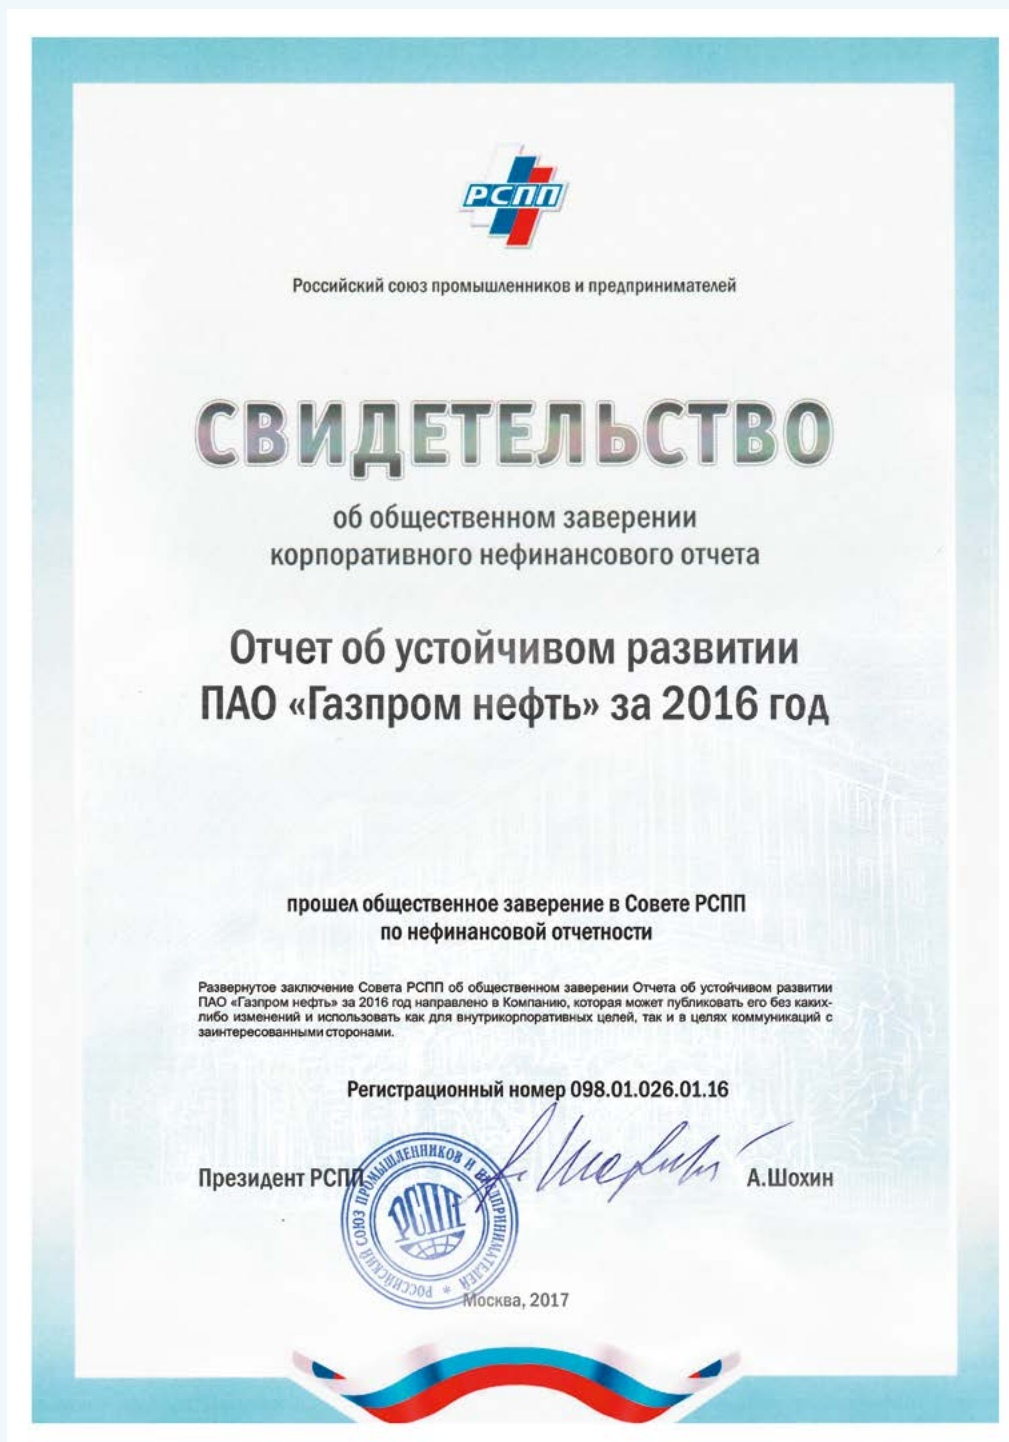 РСПП
Российский союз промышленников и предпринимателей
СВИДЕТЕЛЬСТВО
об общественном заверении
корпоративного нефинансового отчета
Отчет об устойчивом развитии
ПАО «Газпром нефть» за 2016 год
прошел общественное заверение в Совете РСПП
по нефинансовой отчетности
Развернутое заключение Совета РСПП об общественном заверении Отчета об устойчивом развитии
ПАО «Газпром нефть» за 2016 год направлено в Компанию, которая может публиковать его без каких-
либо изменений и использовать как для внутрикорпоративных целей, так и в целях коммуникаций с
заинтересованными сторонами.
Регистрационный номер 098.01.026.01.16
Президент РСПП
А.Шохин
РОССИЙСКИЙ СОЮЗ ПРОМЫШЛЕННИКОВ И ПРЕДПРИНИМАТЕЛЕЙ *
РСПП
Москва, 2017